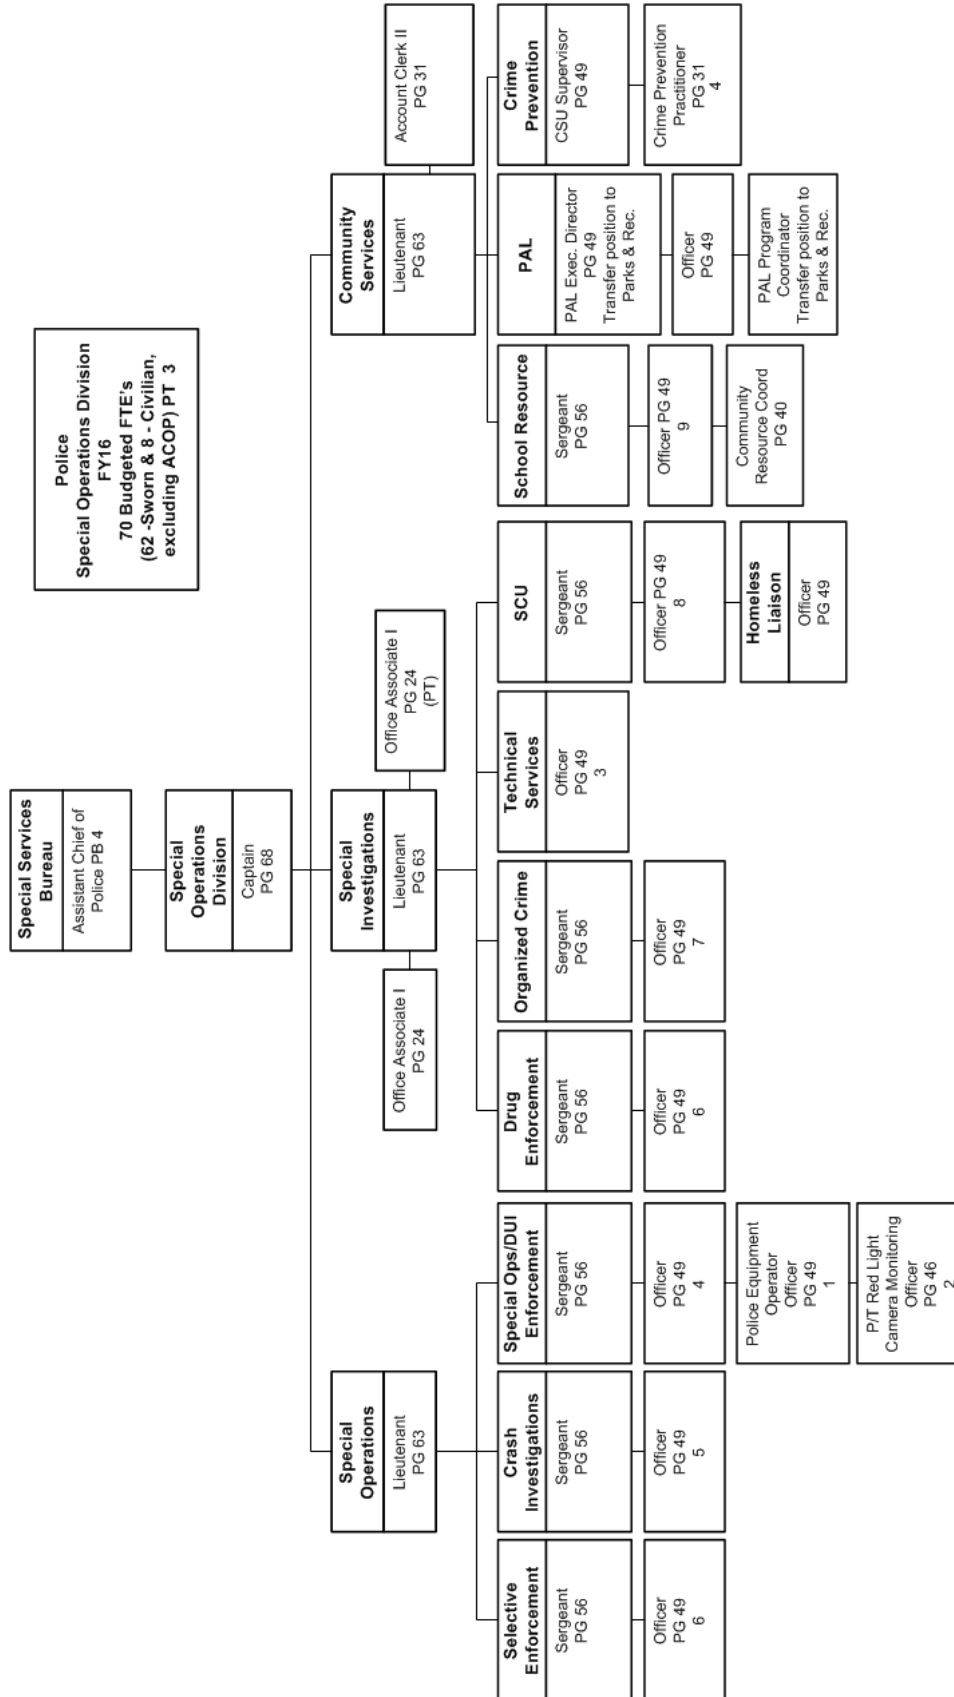 Police
Special Operations Division
FY16
70 Budgeted FTE's
(62 -Sworn & 8 - Civilian,
excluding ACOP) PT 3
Special Services
Bureau
Assistant Chief of
Police PB 4
Special
Operations
Division
Captain
PG 68
Special
Operations
Lieutenant
PG 63
Special
Investigations
Lieutenant
PG 63
Office Associate I
PG 24
Office Associate I
PG 24
(PT)
Community
Services
Lieutenant
PG 63
Account Clerk II
PG 31
Selective
Enforcement
Sergeant
PG 56
Officer
PG 49
6
Crash
Investigations
Sergeant
PG 56
Officer
PG 49
5
Special Ops/DUI
Enforcement
Sergeant
PG 56
Officer
PG 49
4
Police Equipment
Operator
Officer
PG 49
1
P/T Red Light
Camera Monitoring
Officer
PG 46
2
Drug
Enforcement
Sergeant
PG 56
Officer
PG 49
6
Organized Crime
Sergeant
PG 56
Officer
PG 49
7
Technical
Services
Officer
PG 49
3
SCU
Sergeant
PG 56
Officer PG 49
8
Homeless
Liaison
Officer
PG 49
School Resource
Sergeant
PG 56
Officer PG 49
9
Community
Resource Coord
PG 40
PAL
PAL Exec. Director
PG 49
Transfer position to
Parks & Rec.
Officer
PG 49
PAL Program
Coordinator
Transfer position to
Parks & Rec.
Crime
Prevention
CSU Supervisor
PG 49
Crime Prevention
Practitioner
PG 31
4